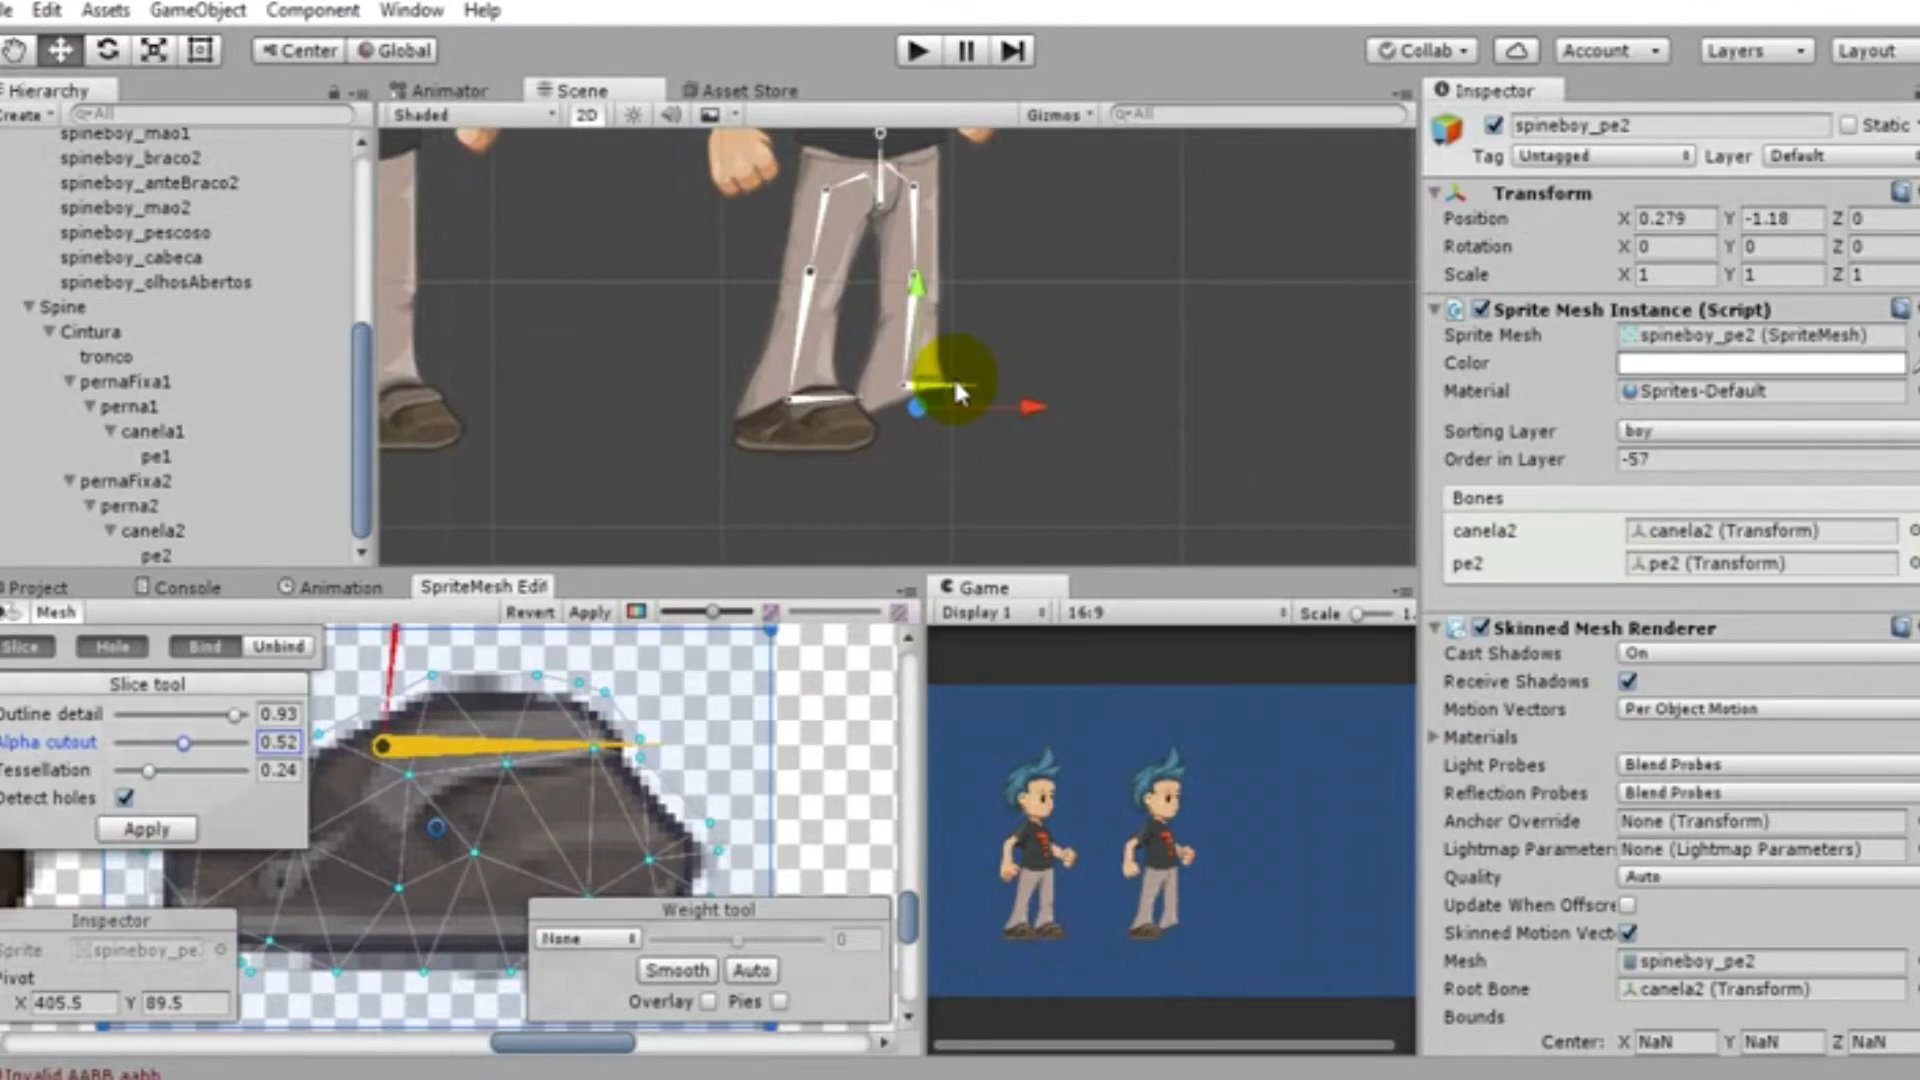 le Edit Assets GameObject Component Window Help
Center Global
Collab Account Layers Layout
Hierarchy
Create All
spineboy_mao1
spineboy_braco2
spineboy_anteBraco2
spineboy_mao2
spineboy_pescoso
spineboy_cabeca
spineboy_olhosAbertos
Spine
Cintura
tronco
pernaFixa1
perna1
canela1
pe1
pernaFixa2
perna2
canela2
pe2
Animator Scene Asset Store
Shaded 2D Gizmos All
Inspector
spineboy_pe2 Static
Tag Untagged Layer Default
Transform
Position X 0.279 Y -1.18 Z 0
Rotation X 0 Y 0 Z 0
Scale X 1 Y 1 Z 1
Sprite Mesh Instance (Script)
Sprite Mesh spineboy_pe2 (SpriteMesh)
Color
Material Sprites-Default
Sorting Layer boy
Order in Layer -57
Bones
canela2 canela2 (Transform)
pe2 pe2 (Transform)
Skinned Mesh Renderer
Cast Shadows On
Receive Shadows
Motion Vectors Per Object Motion
Materials
Light Probes Blend Probes
Reflection Probes Blend Probes
Anchor Override None (Transform)
Lightmap Parameter None (Lightmap Parameters)
Quality Auto
Update When Offscre
Skinned Motion Vect
Mesh spineboy_pe2
Root Bone canela2 (Transform)
Bounds
Center: X NaN Y NaN Z NaN
Project Console Animation SpriteMesh Edit
Mesh Revert Apply
Slice Hole Bind Unbind
Slice tool
Outline detail 0.93
Alpha cutout 0.52
Tessellation 0.24
Detect holes
Apply
Inspector
Sprite spineboy_pe
Pivot
X 405.5 Y 89.5
Weight tool
None 0
Smooth Auto
Overlay Pies
Game
Display 1 16:9 Scale 1.
Invalid AABB aabb